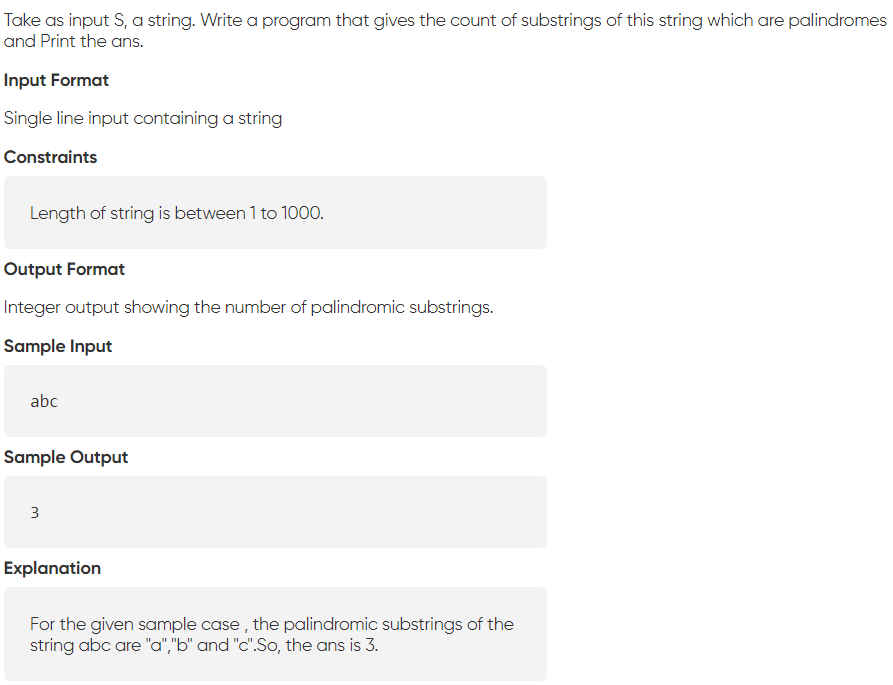 Take as input S, a string. Write a program that gives the count of substrings of this string which are palindromes
and Print the ans.
Input Format
Single line input containing a string
Constraints
Length of string is between 1 to 1000.
Output Format
Integer output showing the number of palindromic substrings.
Sample Input
abc
Sample Output
3
Explanation
For the given sample case , the palindromic substrings of the
string abc are "a","b" and "c".So, the ans is 3.